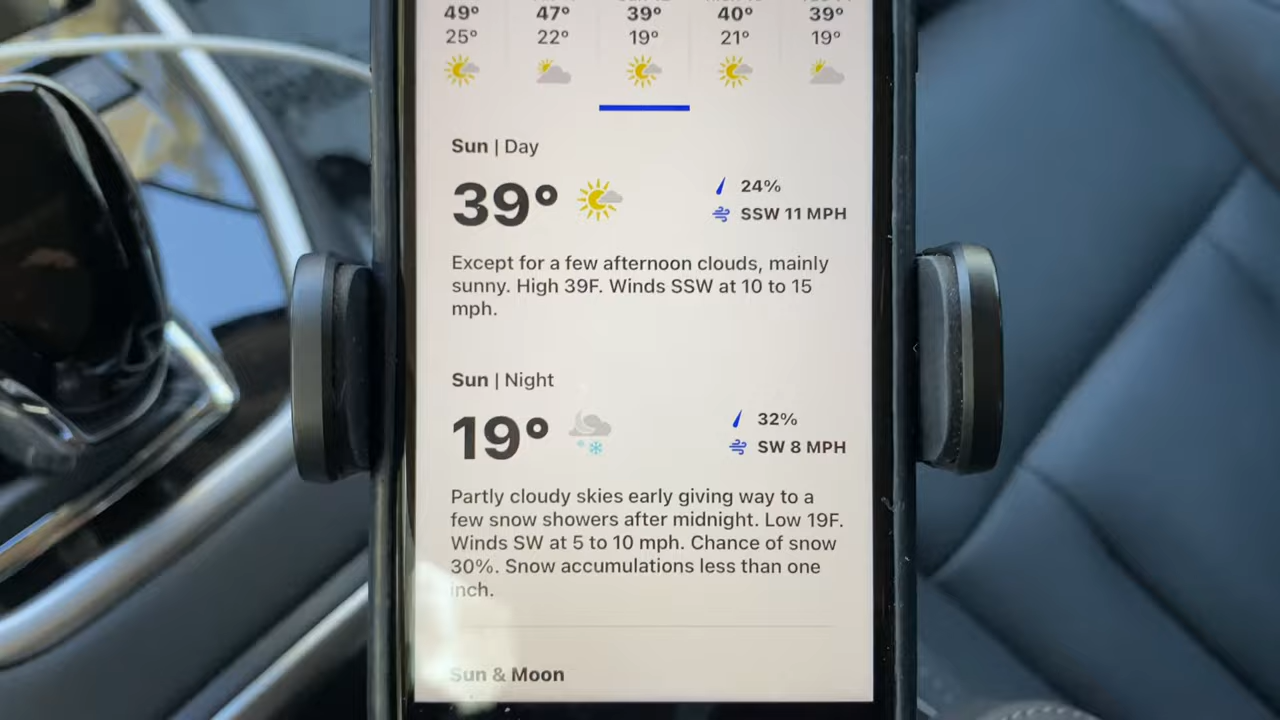 49° 47° 39° 40° 39°
25° 22° 19° 21° 19°
Sun | Day
39°
24%
SSW 11 MPH
Except for a few afternoon clouds, mainly
sunny. High 39F. Winds SSW at 10 to 15
mph.
Sun | Night
19°
32%
SW 8 MPH
Partly cloudy skies early giving way to a
few snow showers after midnight. Low 19F.
Winds SW at 5 to 10 mph. Chance of snow
30%. Snow accumulations less than one
inch.
Sun & Moon